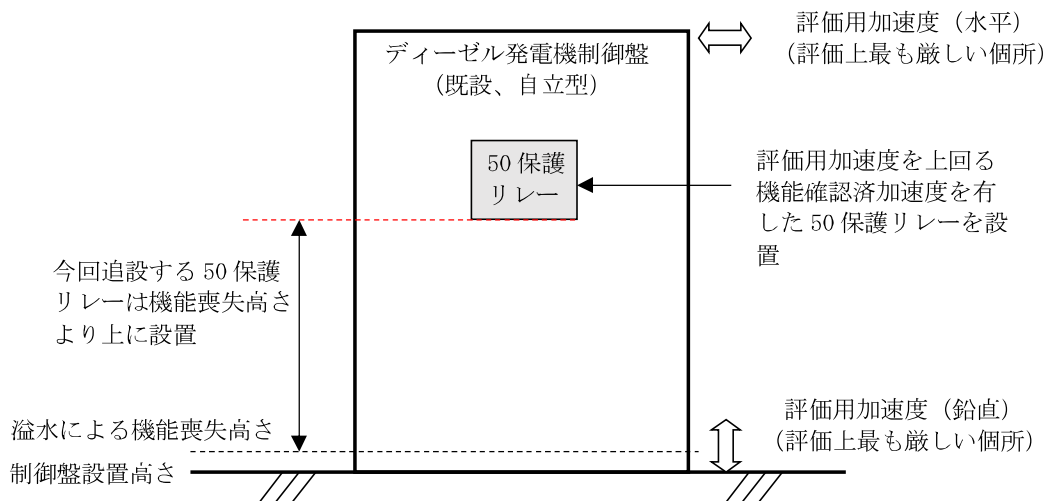 評価用加速度（水平）
（評価上最も厳しい個所）
ディーゼル発電機制御盤
（既設、自立型）
50 保護
リレー
評価用加速度を上回る
機能確認済加速度を有
した 50 保護リレーを設
置
今回追設する 50 保護
リレーは機能喪失高さ
より上に設置
評価用加速度（鉛直）
（評価上最も厳しい個所）
溢水による機能喪失高さ
制御盤設置高さ